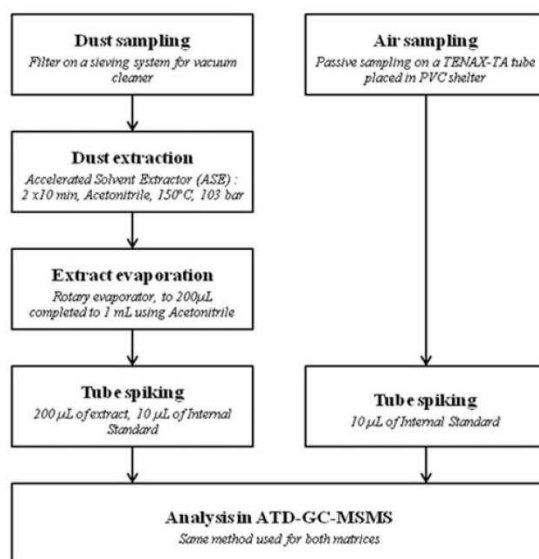 Dust sampling
Filter on a sieving system for vacuum
cleaner
Air sampling
Passive sampling on a TENAX-TA tube
placed in PVC shelter
Dust extraction
Accelerated Solvent Extractor (ASE) :
2 x10 min, Acetonitrile, 150°C, 103 bar
Extract evaporation
Rotary evaporator, to 200µL
completed to 1 mL using Acetonitrile
Tube spiking
200 µL of extract, 10 µL of Internal
Standard
Tube spiking
10 µL of Internal Standard
Analysis in ATD-GC-MSMS
Same method used for both matrices